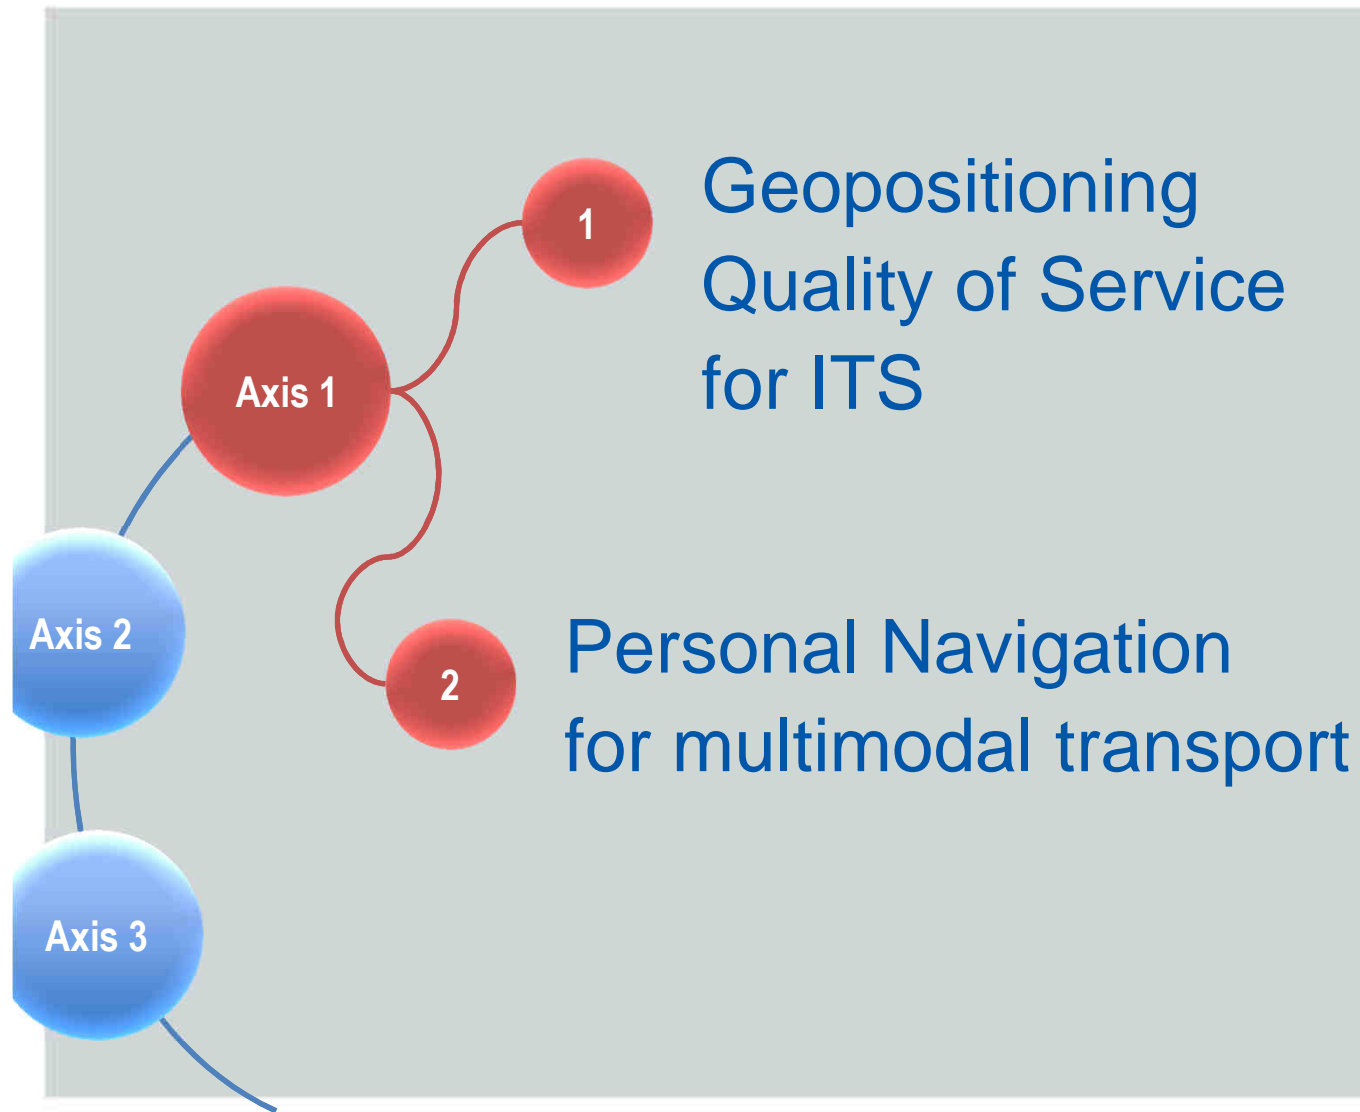 1
Geopositioning
Quality of Service
for ITS
Axis 1
Axis 2
2
Personal Navigation
for multimodal transport
Axis 3